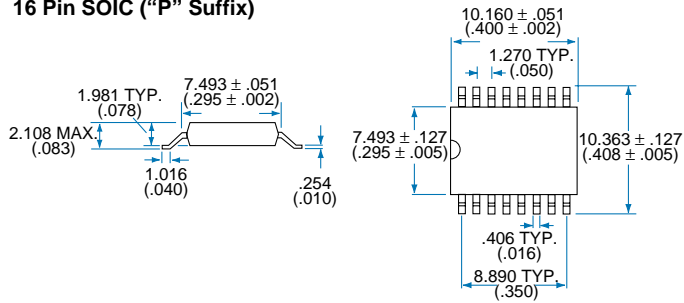 16 Pin SOIC (“P” Suffix)
10.160 ± .051
(.400 ± .002)
1.270 TYP.
(.050)
7.493 ± .051
(.295 ± .002)
1.981 TYP.
(.078)
2.108 MAX.
(.083)
1.016
(.040)
.254
(.010)
7.493 ± .127
(.295 ± .005)
10.363 ± .127
(.408 ± .005)
.406 TYP.
(.016)
8.890 TYP.
(.350)